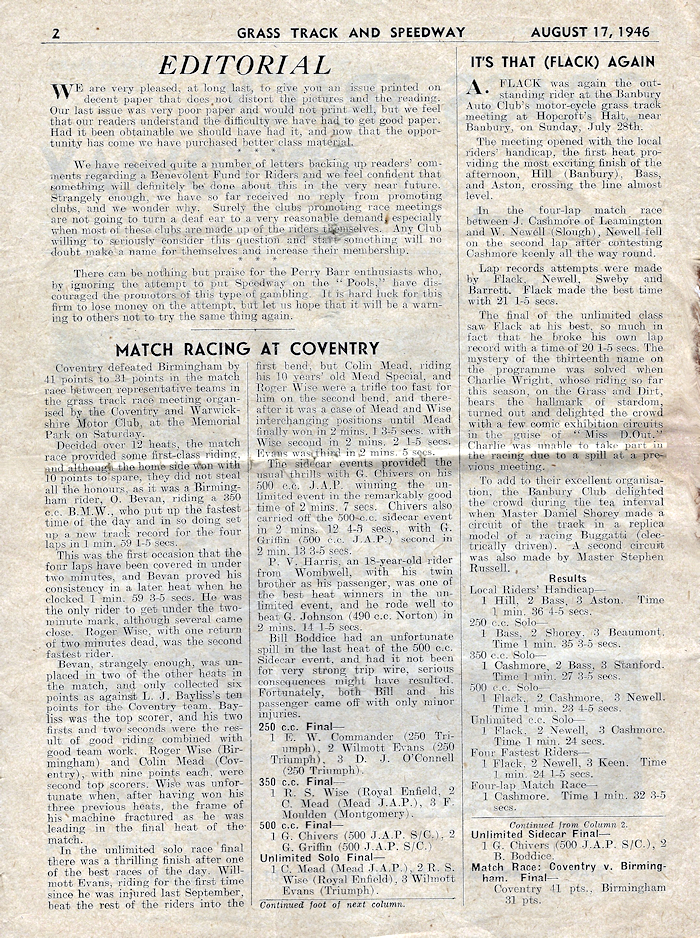 2
GRASS TRACK AND SPEEDWAY
AUGUST 17, 1946
EDITORIAL
WE are very pleased, at long last, to give you an issue printed on
decent paper that does not distort the pictures and the reading.
Our last issue was very poor paper and would not print well, but we feel
that our readers understand the difficulty we have had to get good paper.
Had it been obtainable we should have had it, and now that the oppor-
tunity has come we have purchased better class material.
* * *
We have received quite a number of letters backing up readers' com-
ments regarding a Benevolent Fund for Riders and we feel confident that
something will definitely be done about this in the very near future.
Strangely enough, we have so far received no reply from promoting
clubs, and we wonder why. Surely the clubs promoting race meetings
are not going to turn a deaf ear to a very reasonable demand, especially
when most of these clubs are made up of the riders themselves. Any Club
willing to seriously consider this question and start something will no
doubt make a name for themselves and increase their membership.
* * *
There can be nothing but praise for the Perry Barr enthusiasts who,
by ignoring the attempt to put Speedway on the "Pools," have dis-
couraged the promotors of this type of gambling. It is hard luck for this
firm to lose money on the attempt, but let us hope that it will be a warn-
ing to others not to try the same thing again.
MATCH RACING AT COVENTRY
Coventry defeated Birmingham by
41 points to 31 points in the match
race between representative teams in
the grass track race meeting organ-
ised by the Coventry and Warwick-
shire Motor Club, at the Memorial
Park on Saturday.
Decided over 12 heats, the match
race provided some first-class riding,
and although the home side won with
10 points to spare, they did not steal
all the honours, as it was a Birming-
ham rider, O. Bevan, riding a 350
c.c. B.M.W., who put up the fastest
time of the day and in so doing set
up a new track record for the four
laps in 1 min. 59 1-5 secs.
This was the first occasion that the
four laps have been covered in under
two minutes, and Bevan proved his
consistency in a later heat when he
clocked 1 min. 59 3-5 secs. He was
the only rider to get under the two-
minute mark, although several came
close. Roger Wise, with one return
of two minutes dead, was the second
fastest rider.
Bevan, strangely enough, was un-
placed in two of the other heats in
the match, and only collected six
points as against L. J. Bayliss's ten
points for the Coventry team. Bay-
liss was the top scorer, and his two
firsts and two seconds were the res-
ult of good riding combined with
good team work. Roger Wise (Bir-
mingham) and Colin Mead (Cov-
entry), with nine points each, were
second top scorers. Wise was unfor-
tunate when, after having won his
three previous heats, the frame of
his machine fractured as he was
leading in the final heat of the
match.
In the unlimited solo race final
there was a thrilling finish after one
of the best races of the day. Will-
mott Evans, riding for the first time
since he was injured last September,
beat the rest of the riders into the
first bend, but Colin Mead, riding
his 10 years' old Mead Special, and
Roger Wise were a trifle too fast for
him on the second bend, and there-
after it was a case of Mead and Wise
interchanging positions until Mead
finally won in 2 mins. 1 3-5 secs. with
Wise second in 2 mins. 2 1-5 secs.
Evans was third in 2 mins. 5 secs.
The sidecar events provided the
usual thrills with G. Chivers on his
500 c.c. J.A.P. winning the un-
limited event in the remarkably good
time of 2 mins. 7 secs. Chivers also
carried off the 500 c.c. sidecar event
in 2 mins. 12 4-5 secs., with G.
Griffin (500 c.c. J.A.P.) second in
2 min. 13 3-5 secs.
P. V. Harris, an 18-year-old rider
from Wombwell, with his twin
brother as his passenger, was one of
the best heat winners in the un-
limited event, and he rode well to
beat G. Johnson (490 c.c. Norton) in
2 mins. 14 1-5 secs.
Bill Boddice had an unfortunate
spill in the last heat of the 500 c.c.
Sidecar event, and had it not been
for very strong trip wire, serious
consequences might have resulted.
Fortunately, both Bill and his
passenger came off with only minor
injuries.
250 c.c. Final—
1 E. W. Commander (250 Tri-
umph), 2 Wilmott Evans (250
Triumph), 3 D. J. O'Connell
(250 Triumph).
350 c.c. Final—
1 R. S. Wise (Royal Enfield, 2
C. Mead (Mead J.A.P.), 3 F.
Moulden (Montgomery).
500 c.c. Final—
1 G. Chivers (500 J.A.P. S/C.), 2
G. Griffin (500 J.A.P. S/C.)
Unlimited Solo Final—
1 C. Mead (Mead J.A.P.), 2 R. S.
Wise (Royal Enfield), 3 Wilmott
Evans (Triumph).
Continued foot of next column.
IT'S THAT (FLACK) AGAIN
A. FLACK was again the out-
standing rider at the Banbury
Auto Club's motor-cycle grass track
meeting at Hopcroft's Halt, near
Banbury, on Sunday, July 28th.
The meeting opened with the local
riders' handicap, the first heat pro-
viding the most exciting finish of the
afternoon, Hill (Banbury), Bass,
and Aston, crossing the line almost
level.
In the four-lap match race
between J. Cashmore of Leamington
and W. Newell (Slough), Newell fell
on the second lap after contesting
Cashmore keenly all the way round.
Lap records attempts were made
by Flack, Newell, Sweby and
Barrett. Flack made the best time
with 21 1-5 secs.
The final of the unlimited class
saw Flack at his best, so much in
fact that he broke his own lap
record with a time of 20 1-5 secs. The
mystery of the thirteenth name on
the programme was solved when
Charlie Wright, whose riding so far
this season, on the Grass and Dirt,
bears the hallmark of stardom,
turned out and delighted the crowd
with a few comic exhibition circuits
in the guise of "Miss D.Out."
Charlie was unable to take part in
the racing due to a spill at a pre-
vious meeting.
To add to their excellent organisa-
tion, the Banbury Club delighted
the crowd during the tea interval
when Master Daniel Shorey made a
circuit of the track in a replica
model of a racing Buggatti (elec-
trically driven). A second circuit
was also made by Master Stephen
Russell.
Results
Local Riders' Handicap—
1 Hill, 2 Bass, 3 Aston. Time
1 min. 36 4-5 secs.
250 c.c. Solo—
1 Bass, 2 Shorey, 3 Beaumont.
Time 1 min. 35 3-5 secs.
350 c.c. Solo—
1 Cashmore, 2 Bass, 3 Stanford.
Time 1 min. 27 3-5 secs.
500 c.c. Solo—
1 Flack, 2 Cashmore, 3 Newell.
Time 1 min. 23 4-5 secs.
Unlimited c.c. Solo—
1 Flack, 2 Newell, 3 Cashmore.
Time 1 min. 24 secs.
Four Fastest Riders—
1 Flack, 2 Newell, 3 Keen. Time
1 min. 24 1-5 secs.
Four-lap Match Race—
1 Cashmore. Time 1 min. 32 3-5
secs.
Continued from Column 2.
Unlimited Sidecar Final—
1 G. Chivers (500 J.A.P. S/C.), 2
B. Boddice.
Match Race: Coventry v. Birming-
ham. Final—
Coventry 41 pts., Birmingham
31 pts.